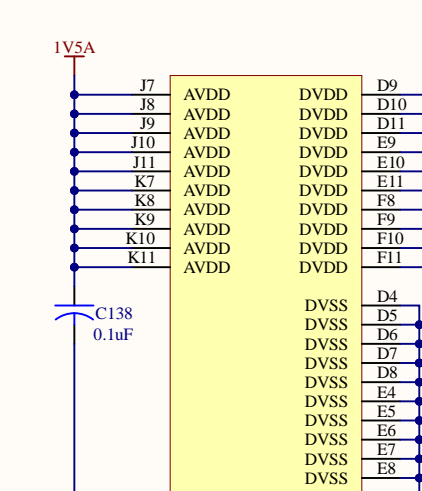 1V5A
J7 AVDD DVDD D9
J8 AVDD DVDD D10
J9 AVDD DVDD D11
J10 AVDD DVDD E9
J11 AVDD DVDD E10
K7 AVDD DVDD E11
K8 AVDD DVDD F8
K9 AVDD DVDD F9
K10 AVDD DVDD F10
K11 AVDD DVDD F11
DVSS D4
C138 DVSS D5
0.1uF DVSS D6
DVSS D7
DVSS D8
DVSS E4
DVSS E5
DVSS E6
DVSS E7
DVSS E8